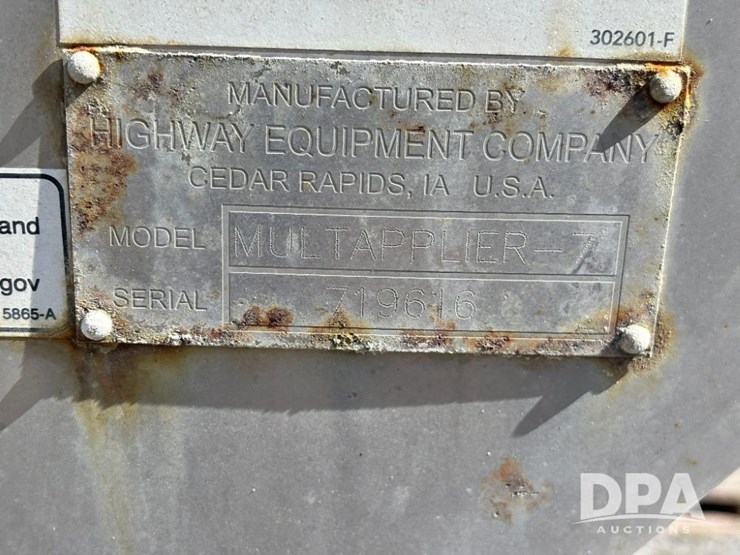 302601-F
MANUFACTURED BY
HIGHWAY EQUIPMENT COMPANY
CEDAR RAPIDS, IA U.S.A.
MODEL MULTAPPLIER-7
and
gov
SERIAL 719616
5865-A
DPA
AUCTIONS